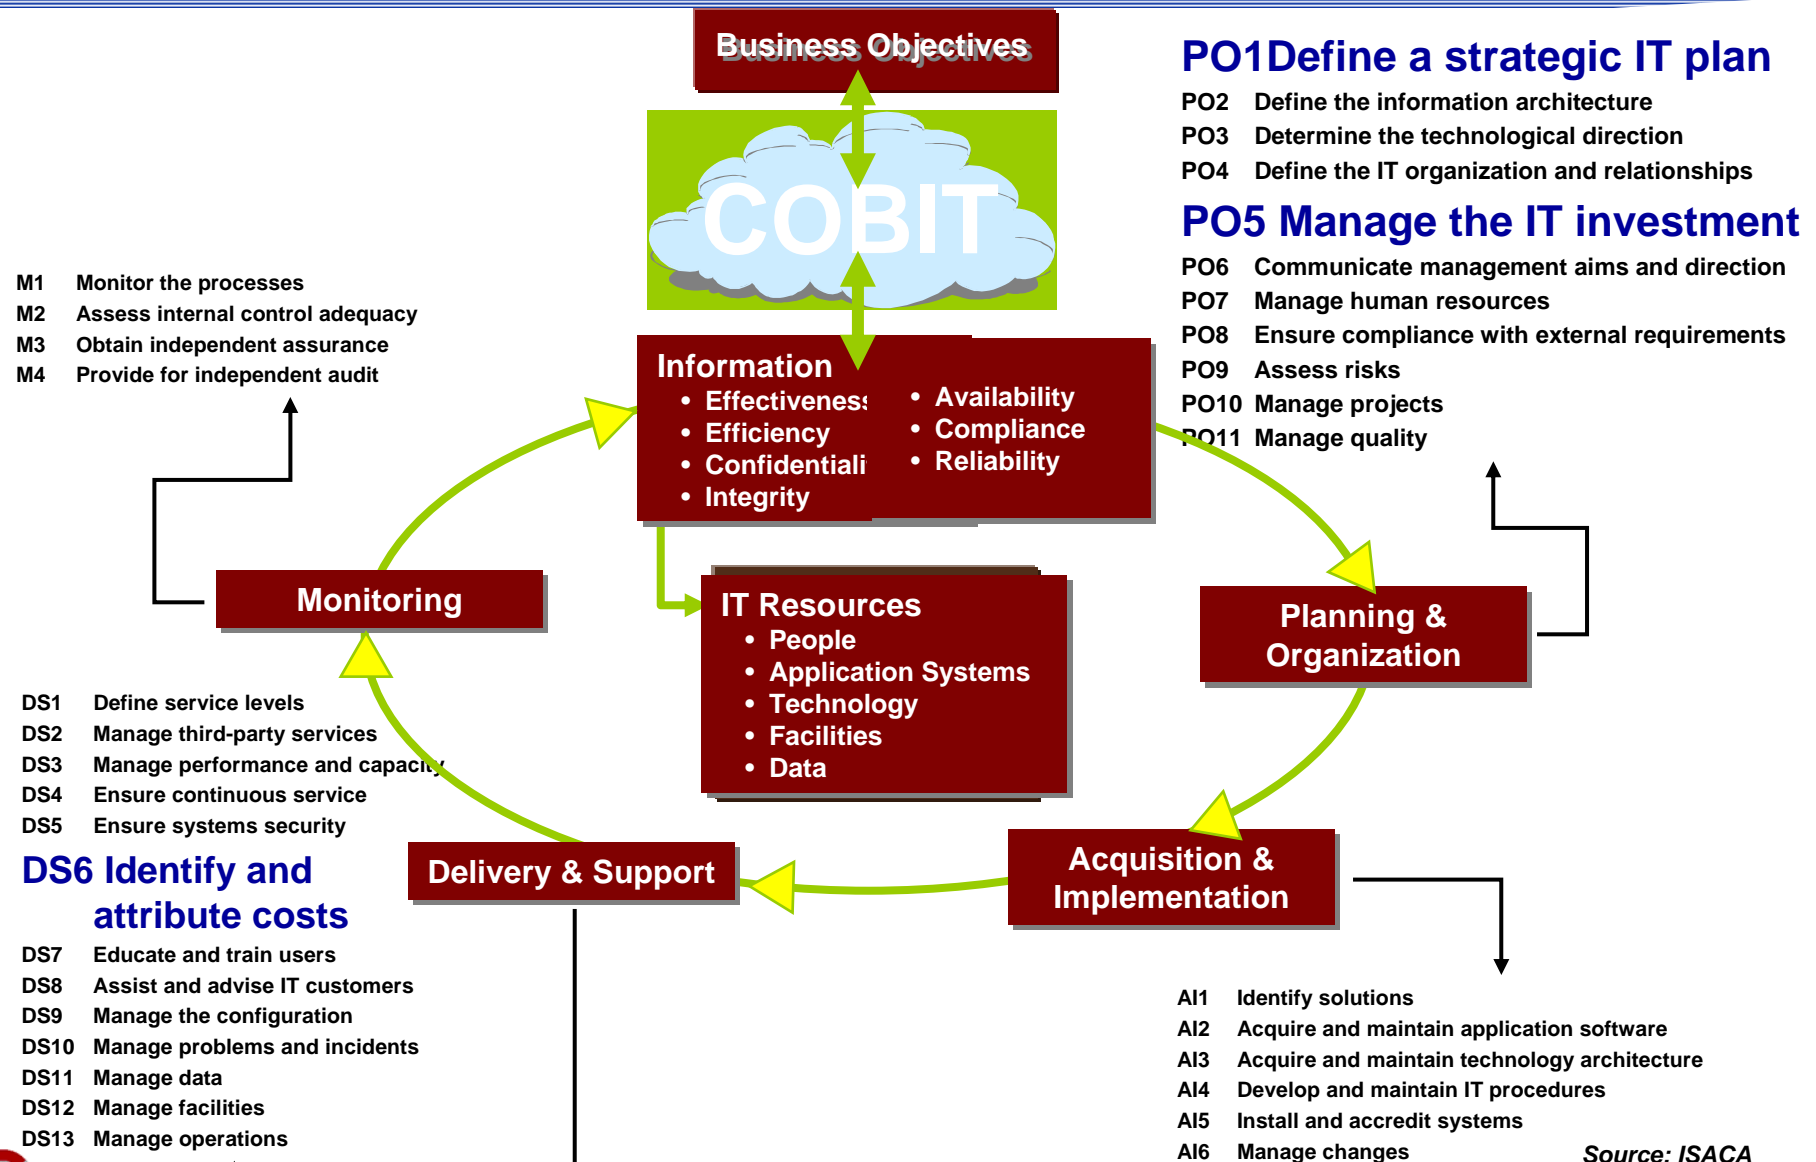 Business Objectives
COBIT
PO1Define a strategic IT plan
PO2 Define the information architecture
PO3 Determine the technological direction
PO4 Define the IT organization and relationships
PO5 Manage the IT investment
PO6 Communicate management aims and direction
PO7 Manage human resources
PO8 Ensure compliance with external requirements
PO9 Assess risks
PO10 Manage projects
PO11 Manage quality
M1 Monitor the processes
M2 Assess internal control adequacy
M3 Obtain independent assurance
M4 Provide for independent audit
Information
• Effectiveness
• Efficiency
• Confidentiali
• Integrity
• Availability
• Compliance
• Reliability
Monitoring
IT Resources
• People
• Application Systems
• Technology
• Facilities
• Data
Planning &
Organization
DS1 Define service levels
DS2 Manage third-party services
DS3 Manage performance and capacity
DS4 Ensure continuous service
DS5 Ensure systems security
DS6 Identify and
attribute costs
DS7 Educate and train users
DS8 Assist and advise IT customers
DS9 Manage the configuration
DS10 Manage problems and incidents
DS11 Manage data
DS12 Manage facilities
DS13 Manage operations
Delivery & Support
Acquisition &
Implementation
AI1 Identify solutions
AI2 Acquire and maintain application software
AI3 Acquire and maintain technology architecture
AI4 Develop and maintain IT procedures
AI5 Install and accredit systems
AI6 Manage changes
Source: ISACA